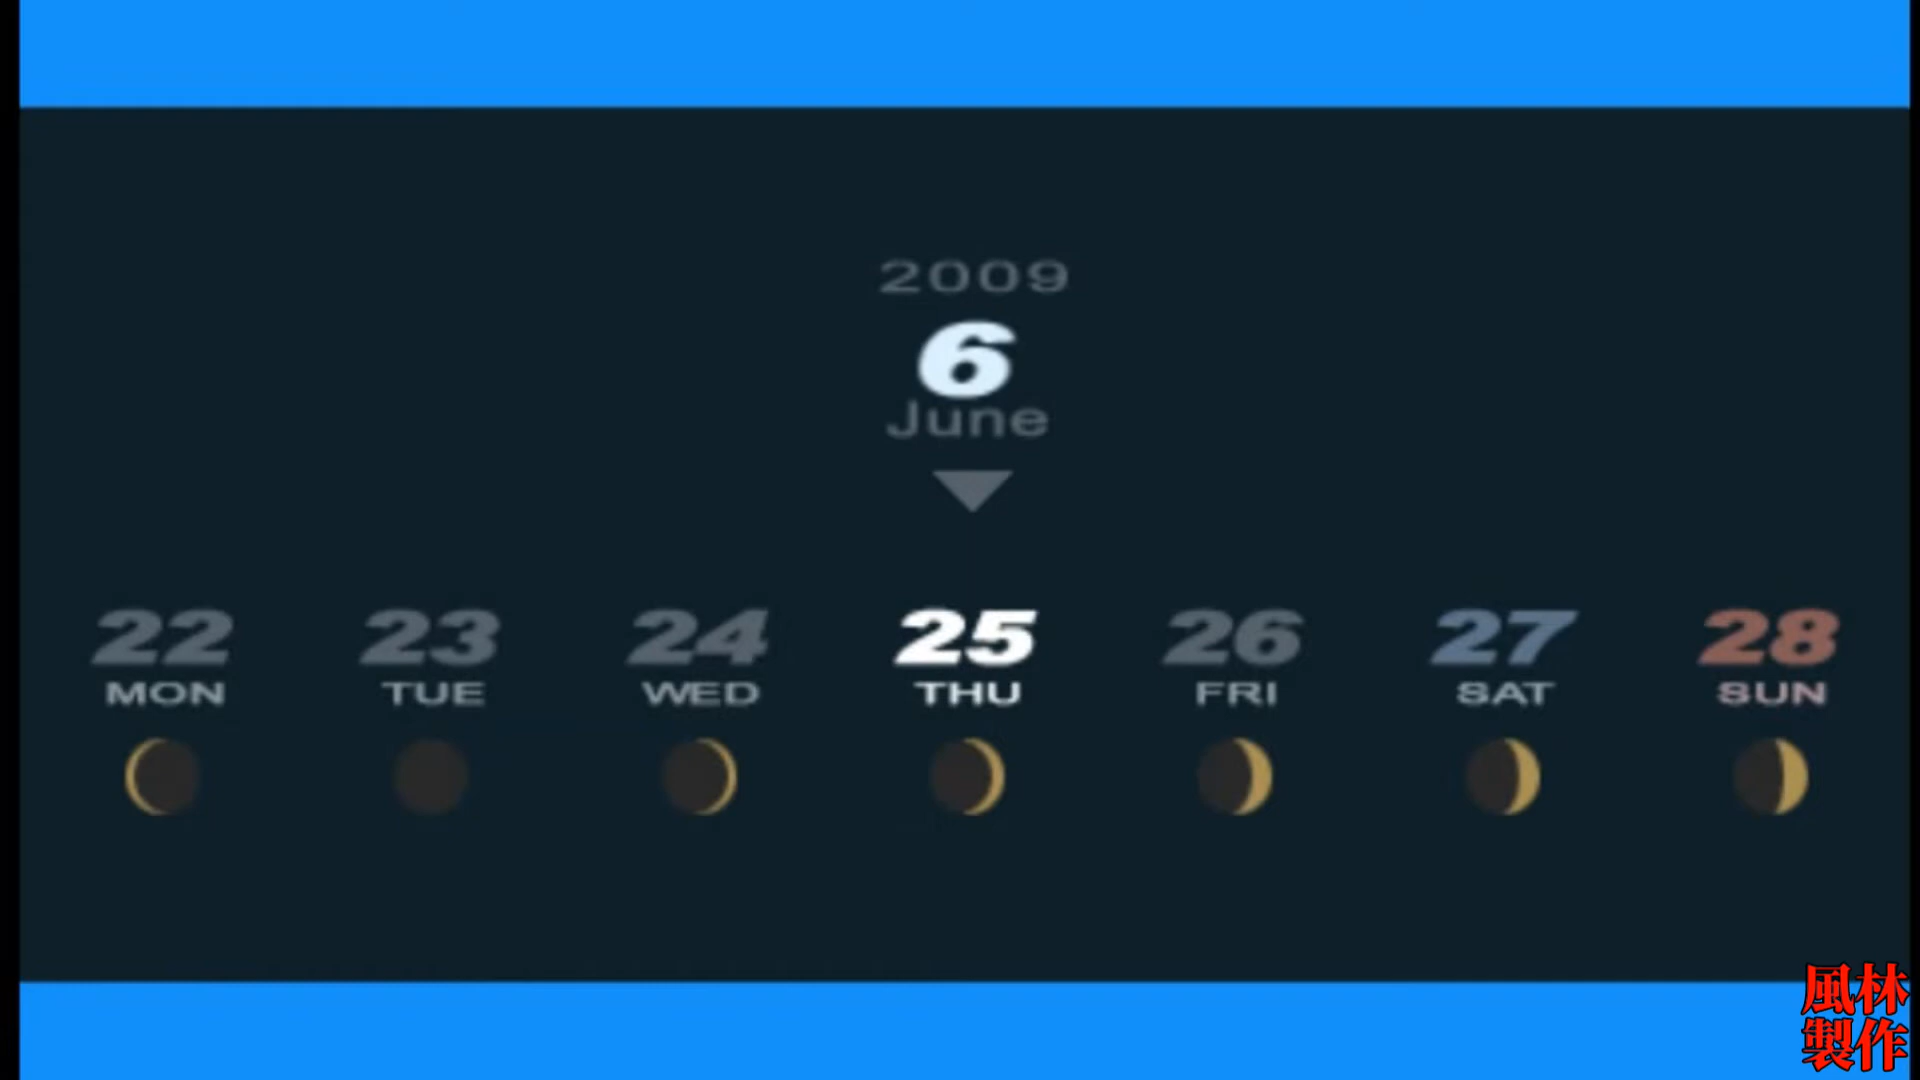 2009
6
June
22 23 24 25 26 27 28
MON TUE WED THU FRI SAT SUN
風林
製作